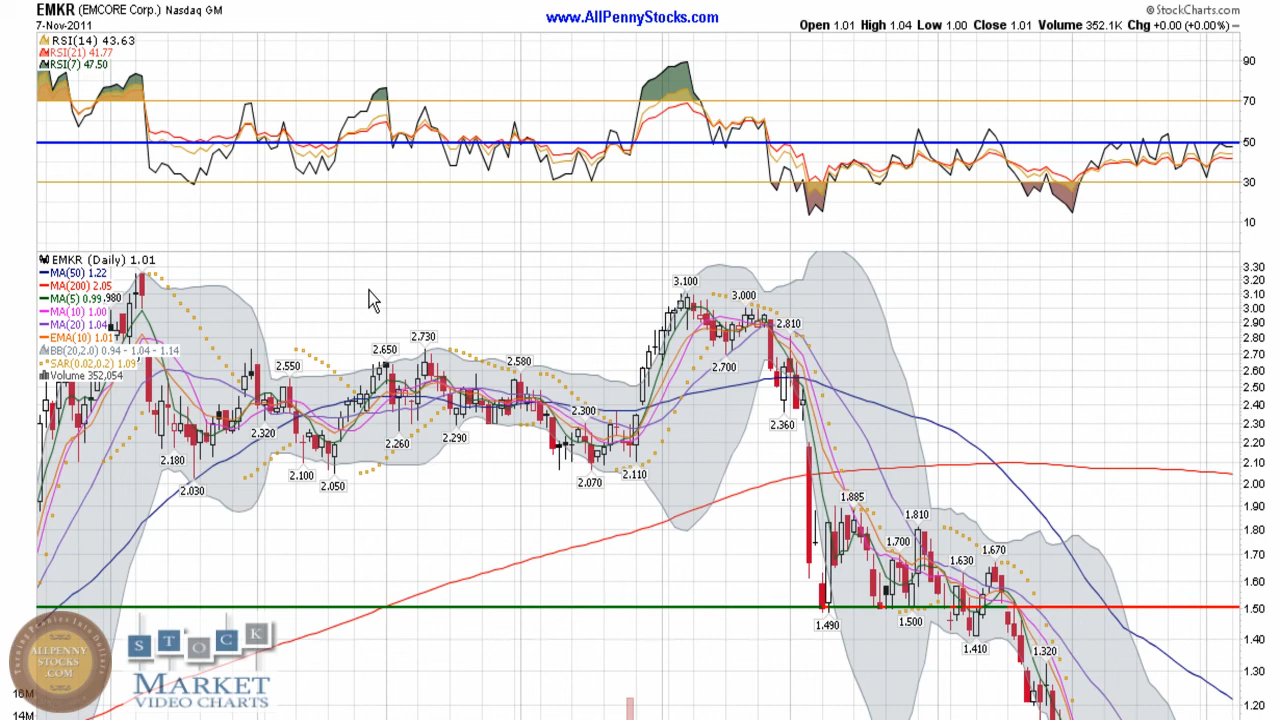 EMKR (EMCORE Corp.) Nasdaq GM
© StockCharts.com
7-Nov-2011
www.AllPennyStocks.com
Open 1.01 High 1.04 Low 1.00 Close 1.01 Volume 352.1K Chg +0.00 (+0.00%)
RSI(14) 43.63
RSI(21) 41.77
RSI(7) 47.50
90
70
50
30
10
EMKR (Daily) 1.01
MA(50) 1.22
MA(200) 2.05
MA(5) 0.99
MA(10) 1.00
MA(20) 1.04
EMA(10) 1.01
BB(20,2.0) 0.94 - 1.04 - 1.14
SAR(0.02,0.2) 1.09
Volume 352,054
980
2.180
2.030
2.320
2.550
2.100
2.050
2.650
2.260
2.730
2.290
2.580
2.070
2.300
2.110
3.100
2.700
3.000
2.360
2.810
1.490
1.885
1.700
1.500
1.810
1.630
1.410
1.670
1.320
3.30
3.20
3.10
3.00
2.90
2.80
2.70
2.60
2.50
2.40
2.30
2.20
2.10
2.00
1.90
1.80
1.70
1.60
1.50
1.40
1.30
1.20
16M
14M
Turning Pennies Into Dollars
ALLPENNY
STOCKS
.COM
STOCK
MARKET
VIDEO CHARTS